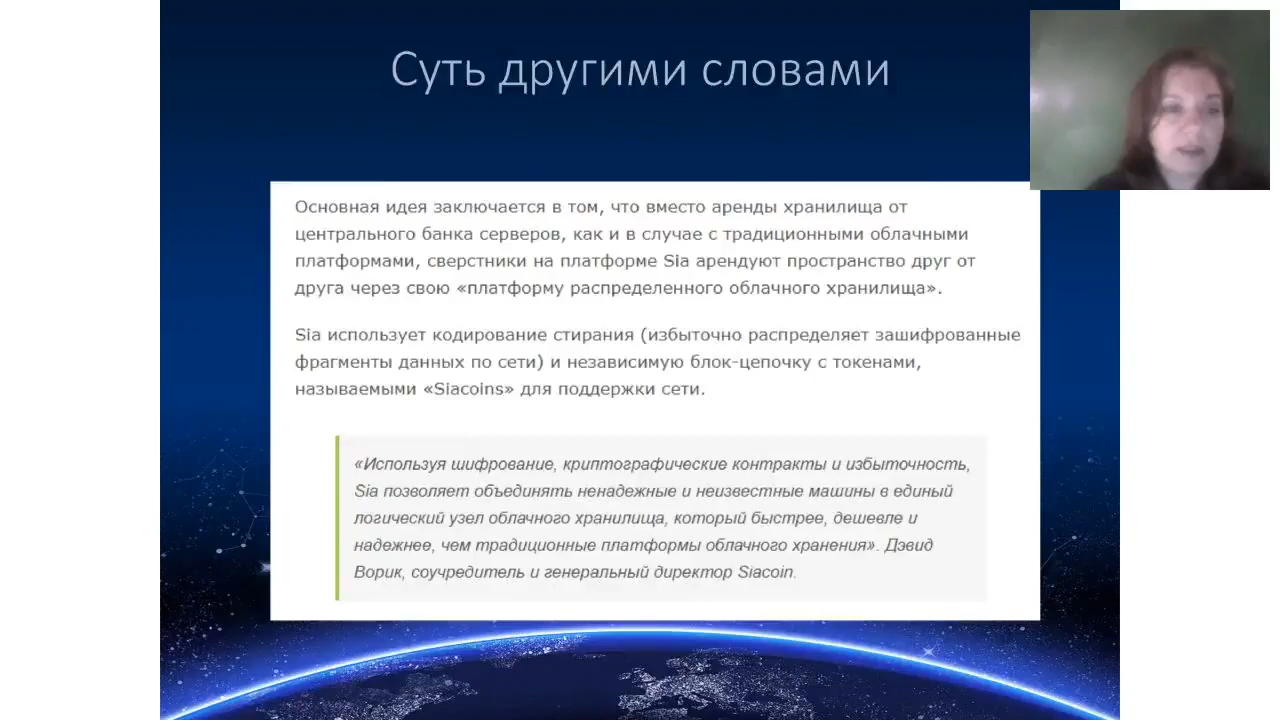 Суть другими словами
Основная идея заключается в том, что вместо аренды хранилища от
центрального банка серверов, как и в случае с традиционными облачными
платформами, сверстники на платформе Sia арендуют пространство друг от
друга через свою «платформу распределенного облачного хранилища».
Sia использует кодирование стирания (избыточно распределяет зашифрованные
фрагменты данных по сети) и независимую блок-цепочку с токенами,
называемыми «Siacoins» для поддержки сети.
«Используя шифрование, криптографические контракты и избыточность,
Sia позволяет объединять ненадежные и неизвестные машины в единый
логический узел облачного хранилища, который быстрее, дешевле и
надежнее, чем традиционные платформы облачного хранения». Дэвид
Ворик, соучредитель и генеральный директор Siacoin.